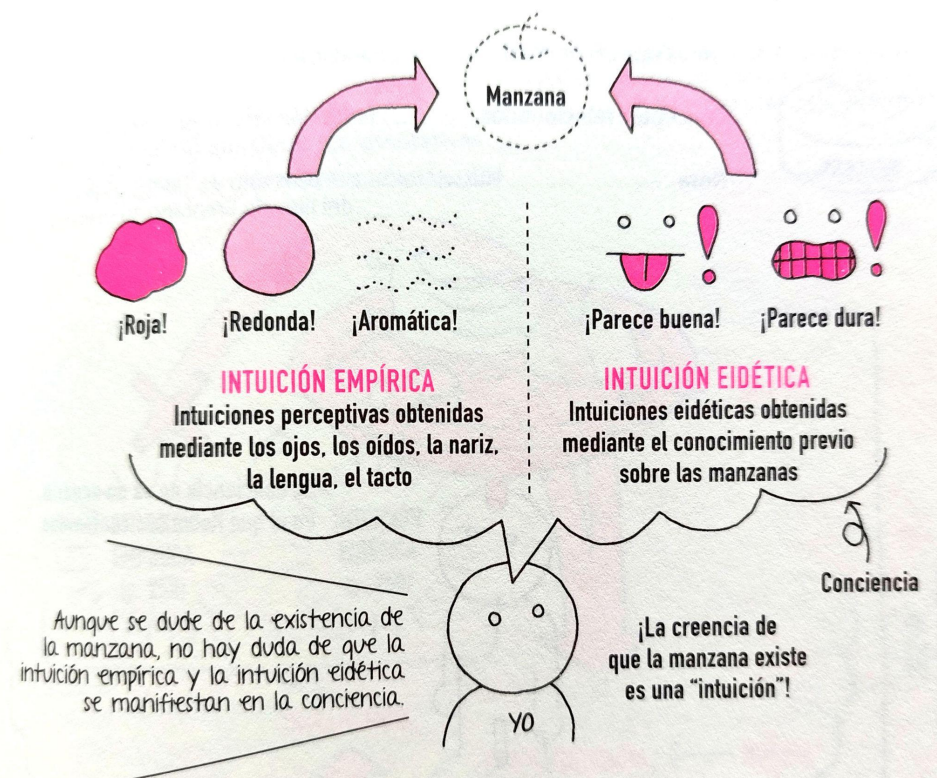 Manzana
¡Roja!
¡Redonda!
¡Aromática!
¡Parece buena!
¡Parece dura!
INTUICIÓN EMPÍRICA
Intuiciones perceptivas obtenidas
mediante los ojos, los oídos, la nariz,
la lengua, el tacto
INTUICIÓN EIDÉTICA
Intuiciones eidéticas obtenidas
mediante el conocimiento previo
sobre las manzanas
Conciencia
Aunque se dude de la existencia de
la manzana, no hay duda de que la
intuición empírica y la intuición eidética
se manifiestan en la conciencia.
YO
¡La creencia de
que la manzana existe
es una “intuición”!